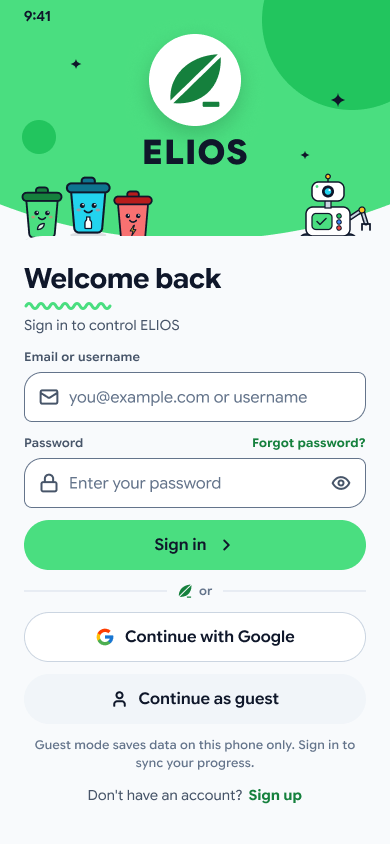 9:41
ELIOS
Welcome back
Sign in to control ELIOS
Email or username
you@example.com or username
Password
Forgot password?
Enter your password
Sign in
or
Continue with Google
Continue as guest
Guest mode saves data on this phone only. Sign in to
sync your progress.
Don't have an account? Sign up